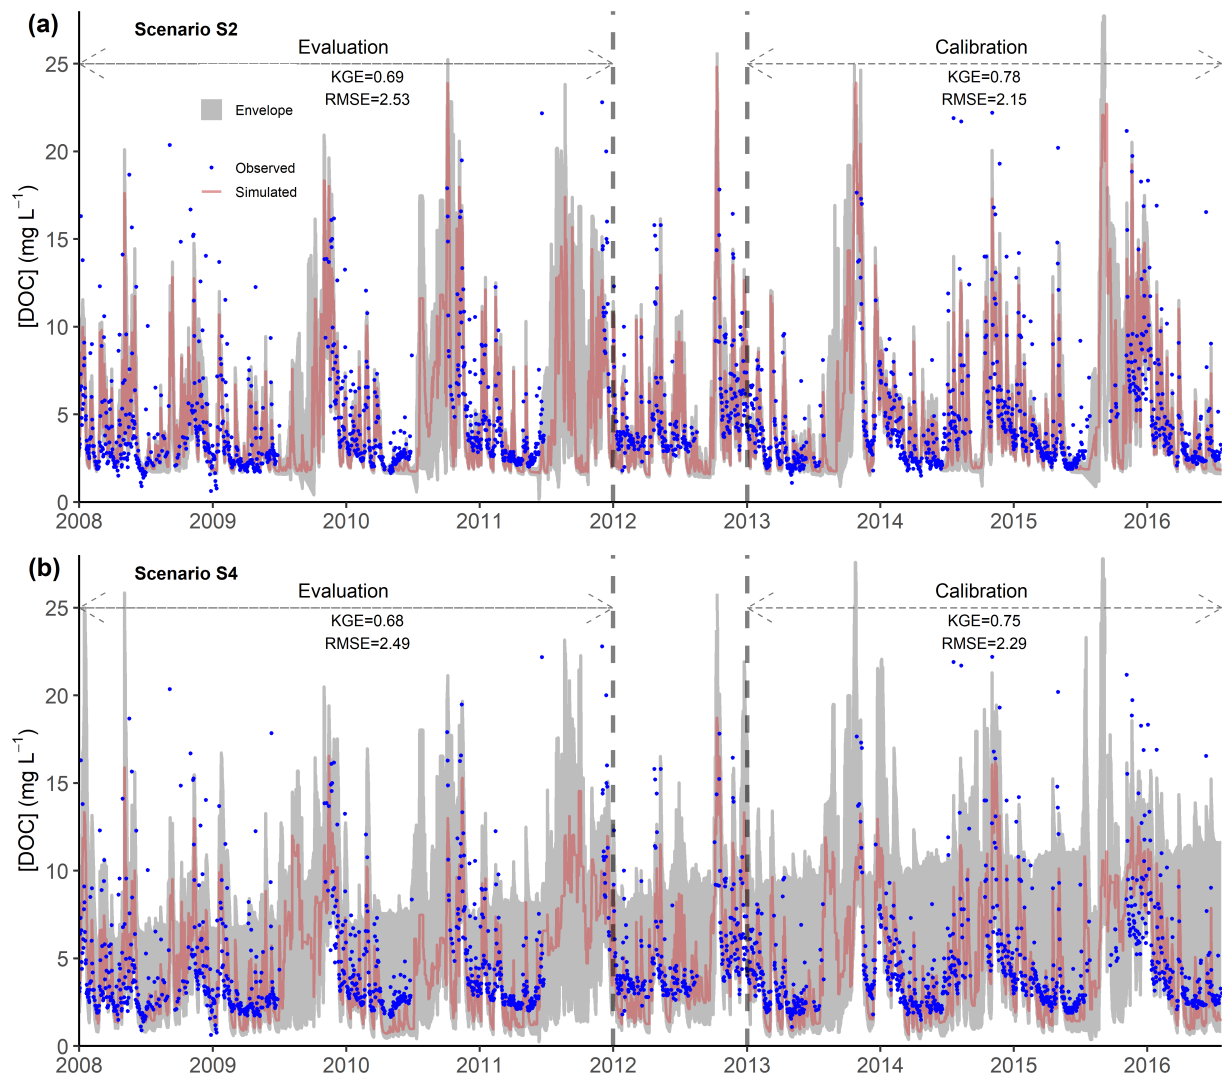 (a)
Scenario S2
Evaluation
Calibration
KGE=0.69
RMSE=2.53
KGE=0.78
RMSE=2.15
Envelope
Observed
Simulated
[DOC] (mg L⁻¹)
25
20
15
10
5
0
2008 2009 2010 2011 2012 2013 2014 2015 2016
(b)
Scenario S4
Evaluation
Calibration
KGE=0.68
RMSE=2.49
KGE=0.75
RMSE=2.29
[DOC] (mg L⁻¹)
25
20
15
10
5
0
2008 2009 2010 2011 2012 2013 2014 2015 2016